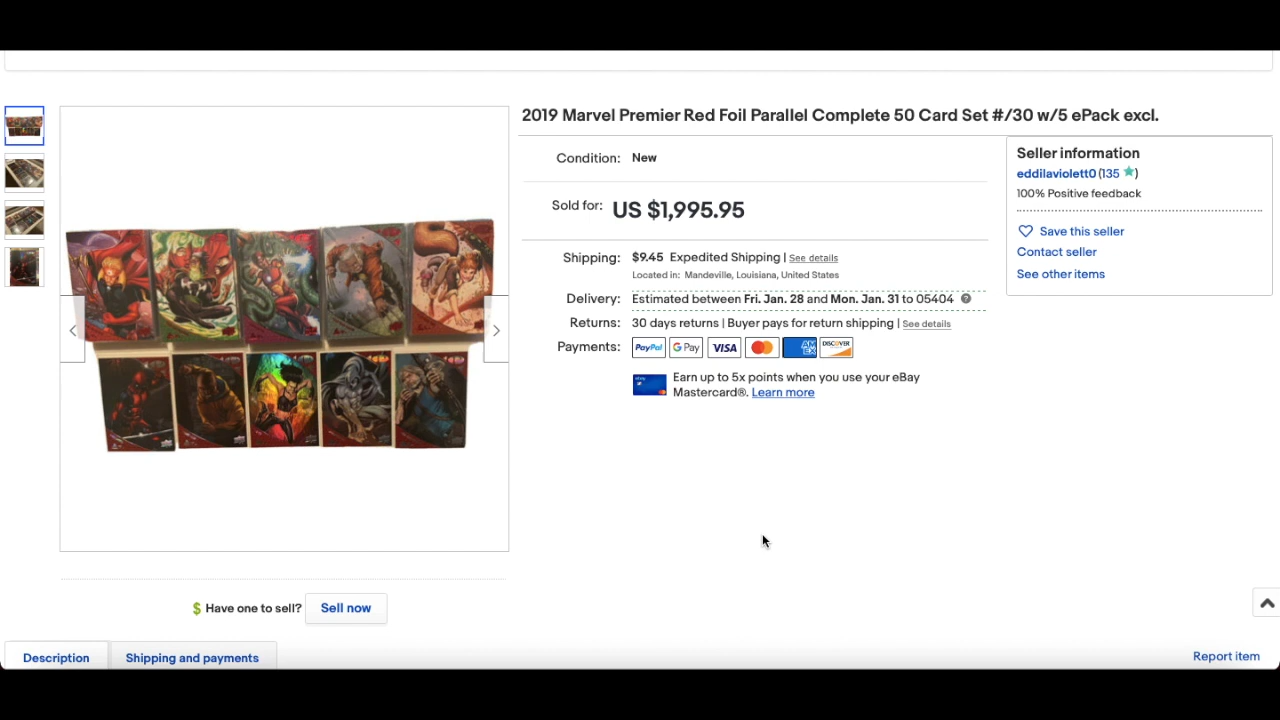 2019 Marvel Premier Red Foil Parallel Complete 50 Card Set #/30 w/5 ePack excl.
Condition: New
Sold for: US $1,995.95
Shipping: $9.45 Expedited Shipping | See details
Located in: Mandeville, Louisiana, United States
Delivery: Estimated between Fri. Jan. 28 and Mon. Jan. 31 to 05404 ?
Returns: 30 days returns | Buyer pays for return shipping | See details
Payments: PayPal G Pay VISA AM EX DISCOVER
Earn up to 5x points when you use your eBay
Mastercard®. Learn more
Seller information
eddilaviolett0 (135 ★)
100% Positive feedback
Save this seller
Contact seller
See other items
$ Have one to sell? Sell now
Description
Shipping and payments
Report item